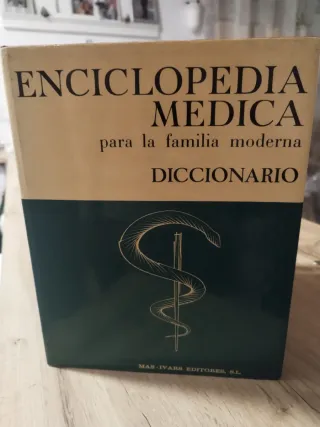 ENCICLOPEDIA
MEDICA
para la familia moderna
DICCIONARIO
MAS-IVARS EDITORES, S.L.